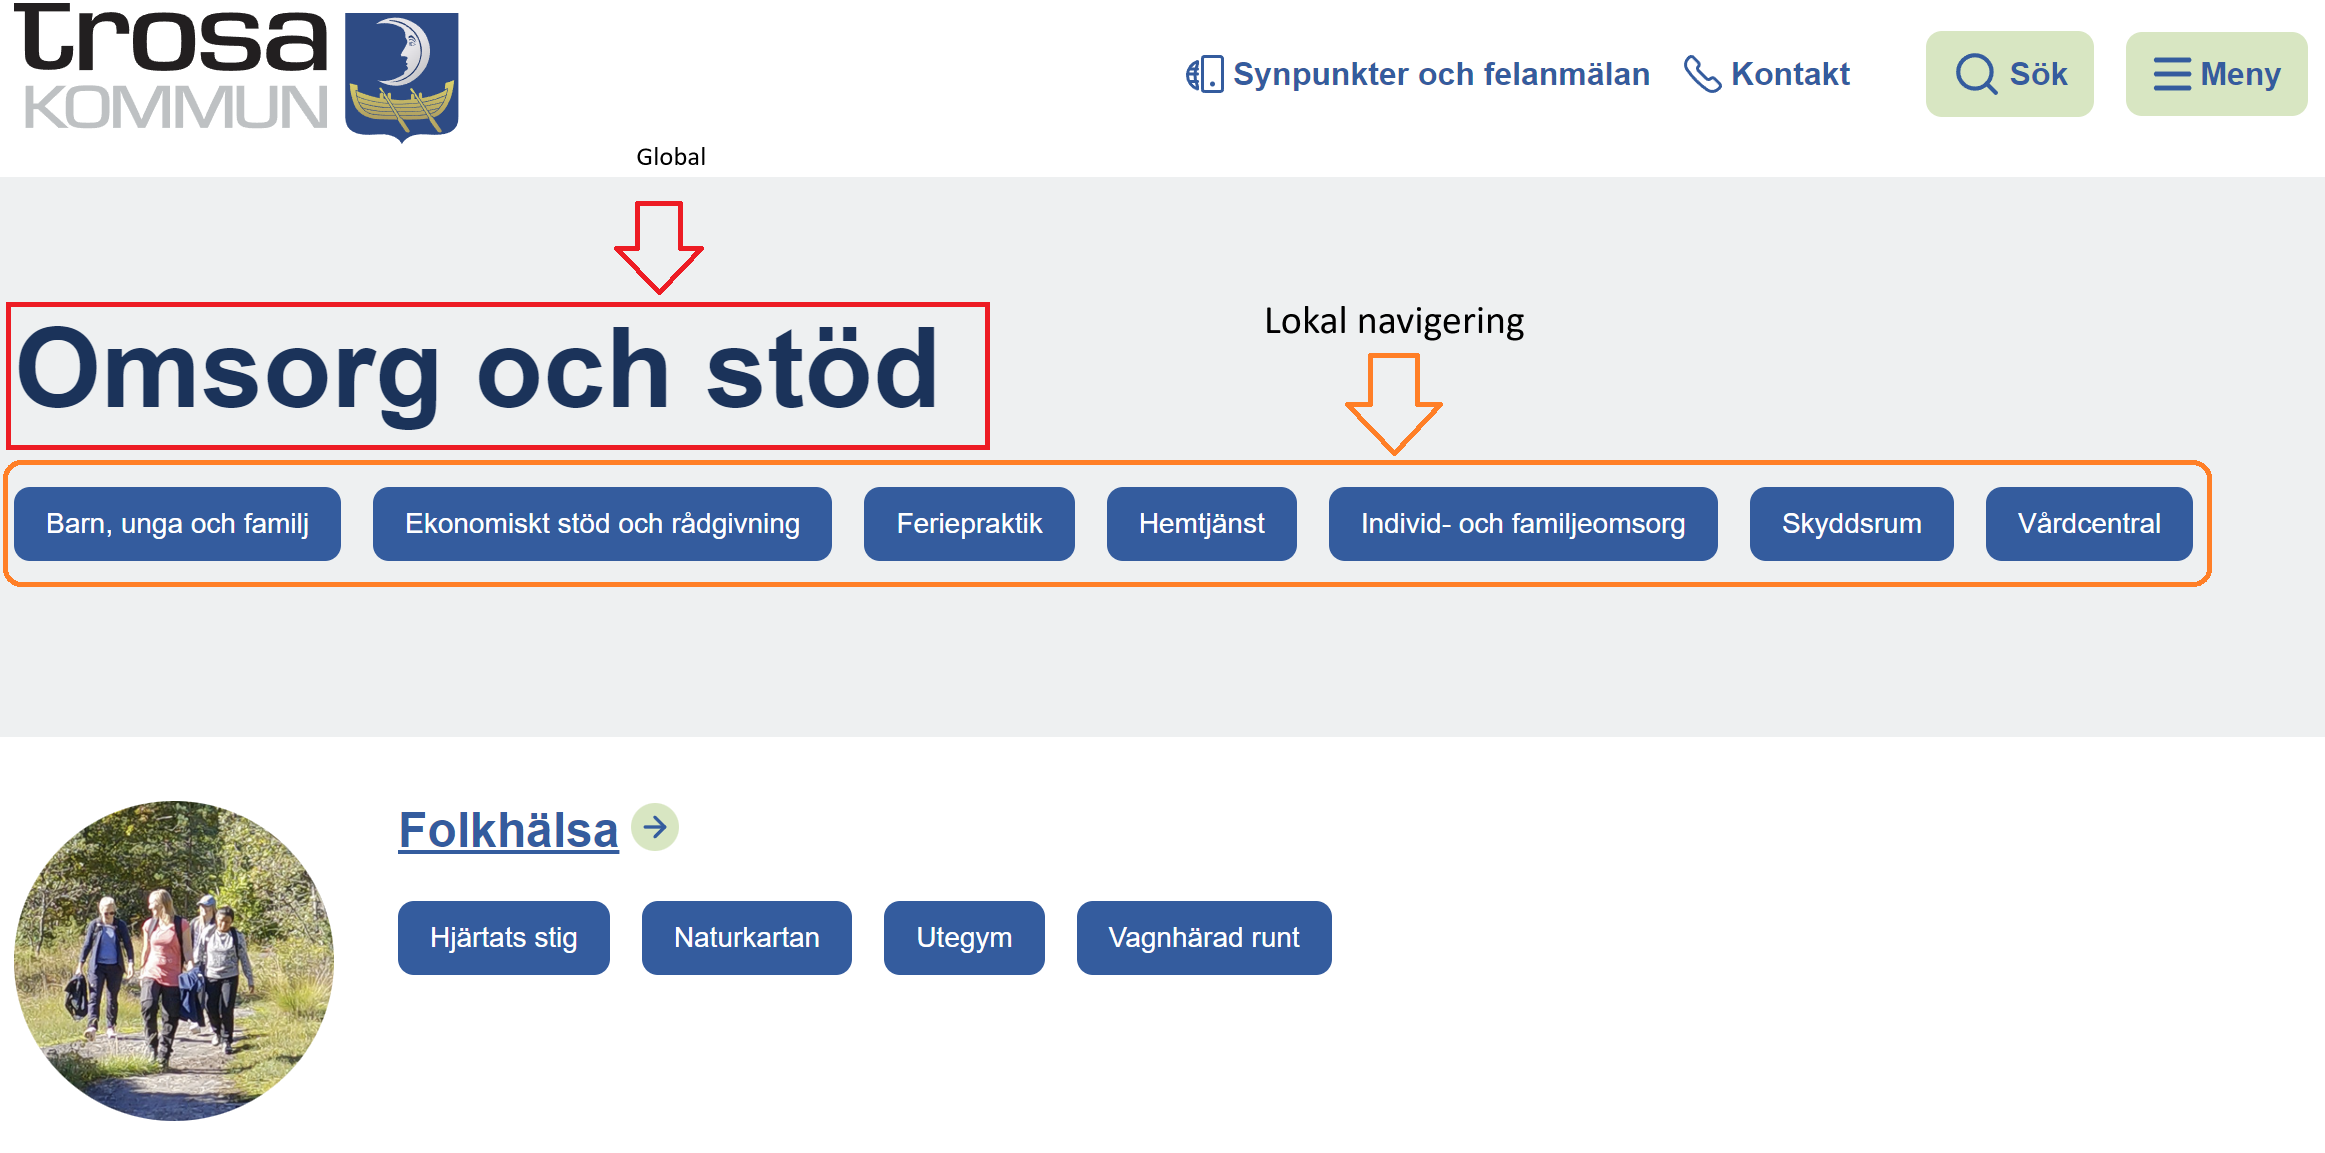 trosa
KOMMUN
Synpunkter och felanmälan Kontakt Sök Meny
Global
Omsorg och stöd
Lokal navigering
Barn, unga och familj Ekonomiskt stöd och rådgivning Feriepraktik Hemtjänst Individ- och familjeomsorg Skyddsrum Vårdcentral
Folkhälsa
Hjärtats stig Naturkartan Utegym Vagnhärad runt